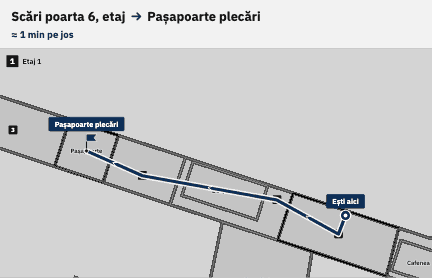 Scări poarta 6, etaj → Pașapoarte plecări
≈ 1 min pe jos
1 Etaj 1
3
Pașapoarte plecări
Ești aici
Cafenea